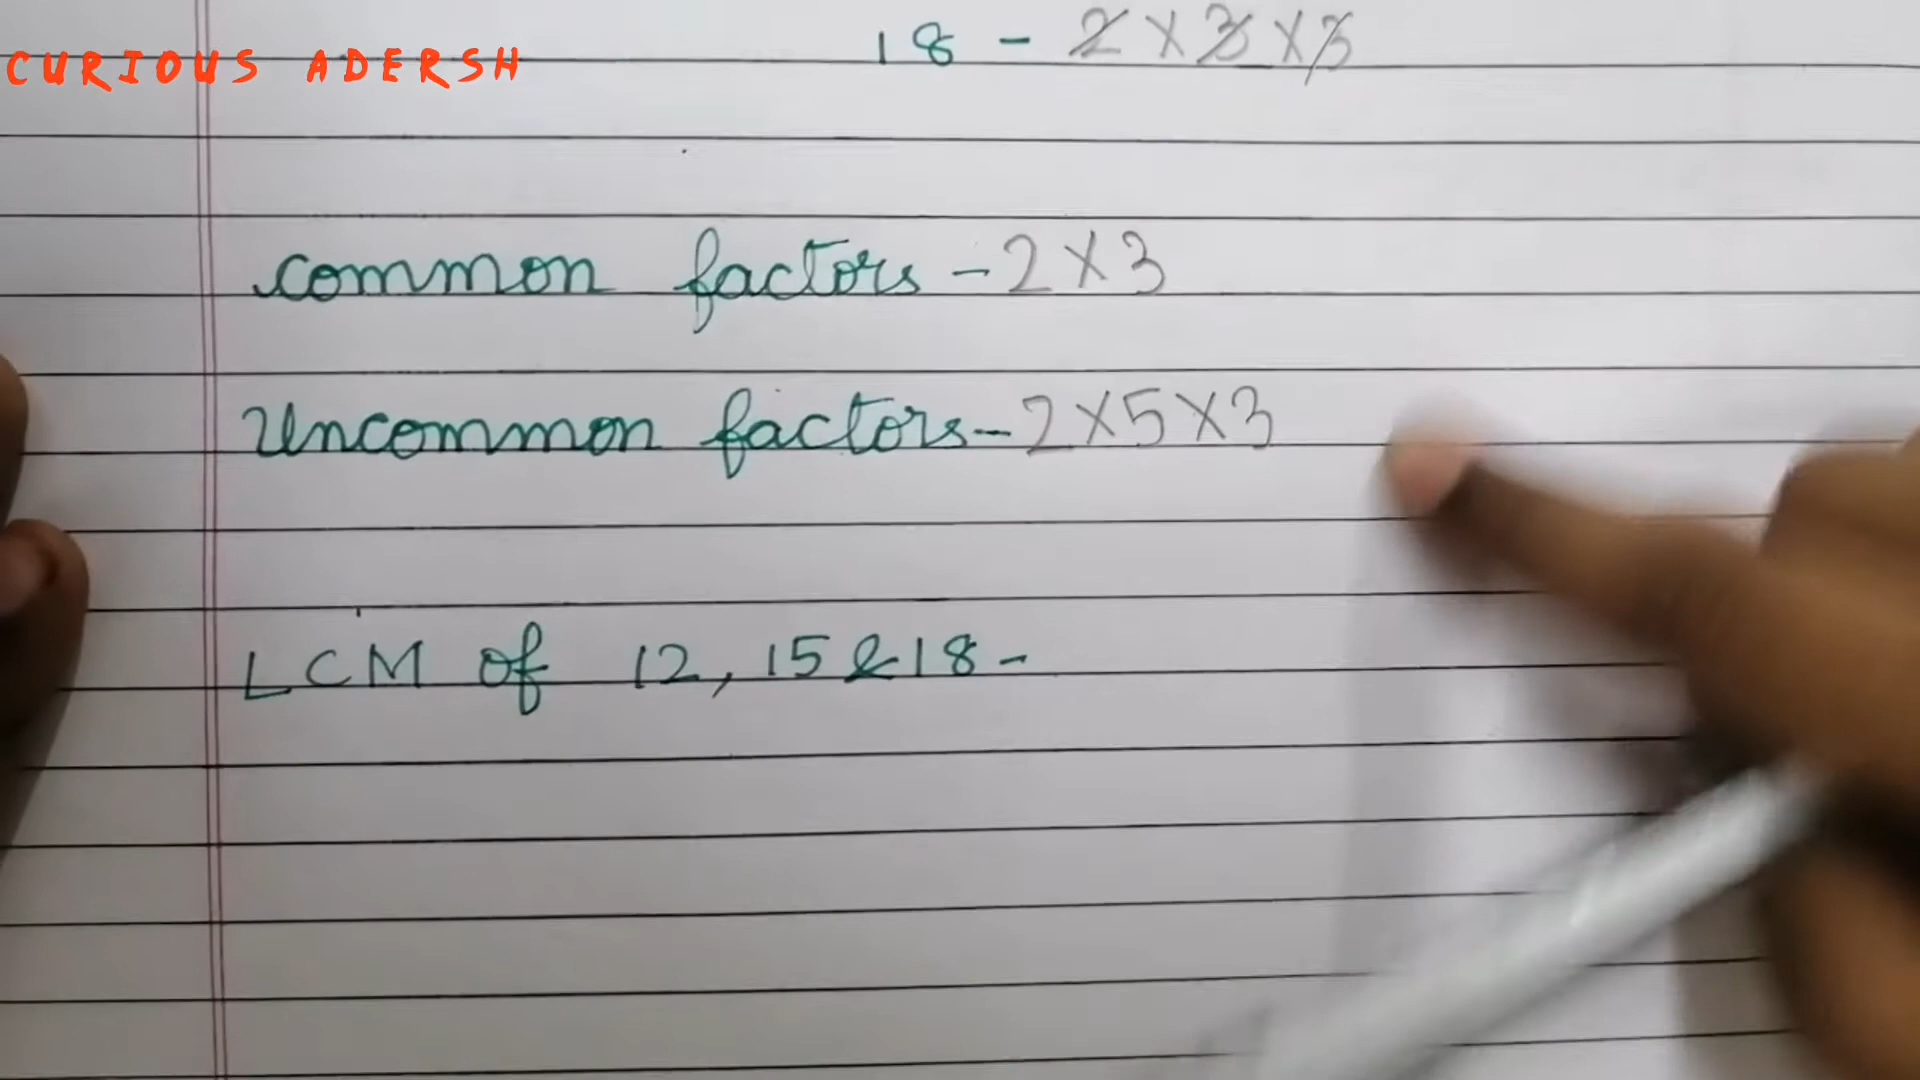 18 - 2 X 3 X 3
CURIOUS ADERSH
common factors - 2 X 3
Uncommon factors - 2 X 5 X 3
LCM of 12, 15 & 18 -